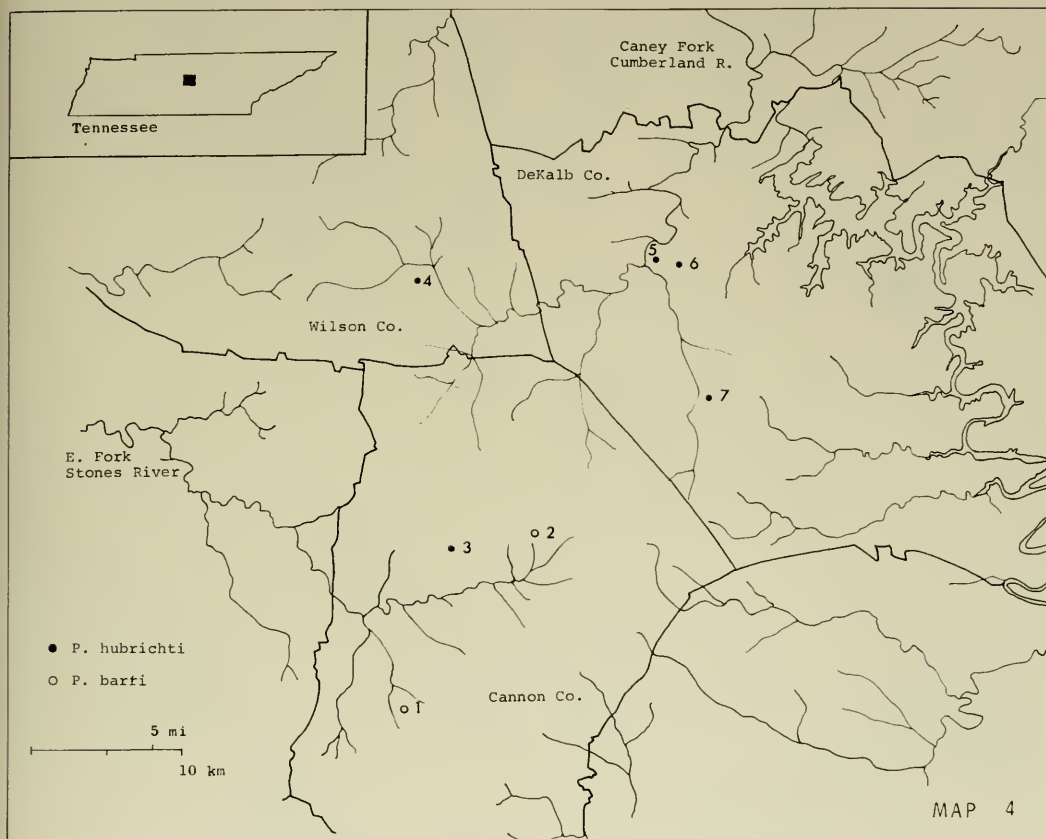 Tennessee
Caney Fork
Cumberland R.
DeKalb Co.
5
6
4
Wilson Co.
7
E. Fork
Stones River
2
3
P. hubrichti
P. barri
1
Cannon Co.
5 mi
10 km
MAP 4